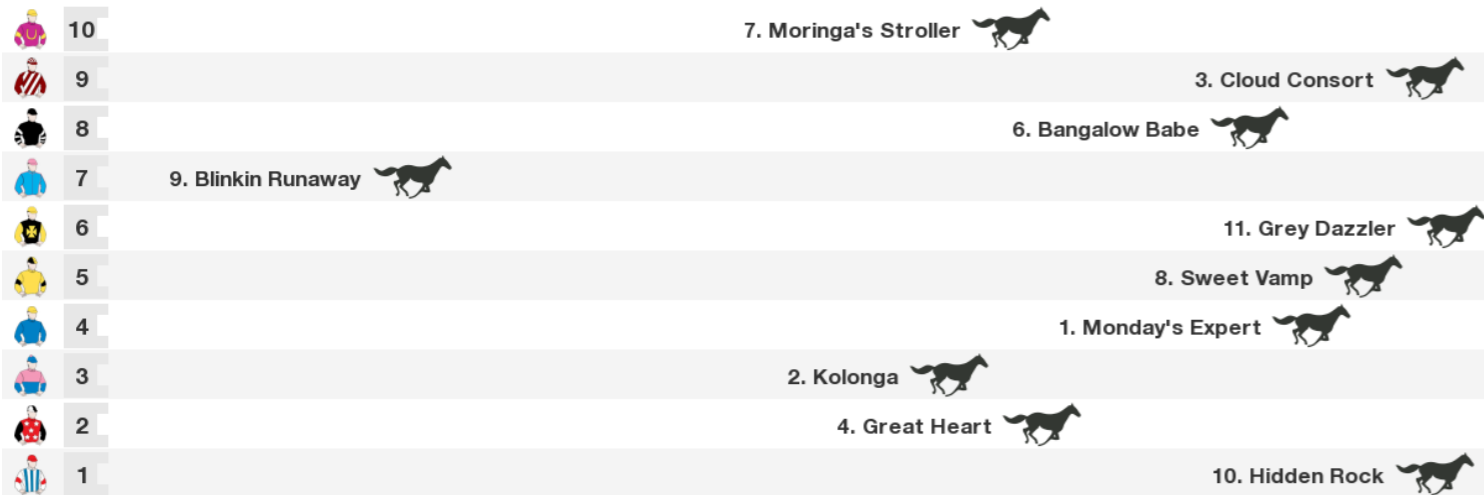 10 7. Moringa's Stroller
9 3. Cloud Consort
8 6. Bangalow Babe
7 9. Blinkin Runaway
6 11. Grey Dazzler
5 8. Sweet Vamp
4 1. Monday's Expert
3 2. Kolonga
2 4. Great Heart
1 10. Hidden Rock